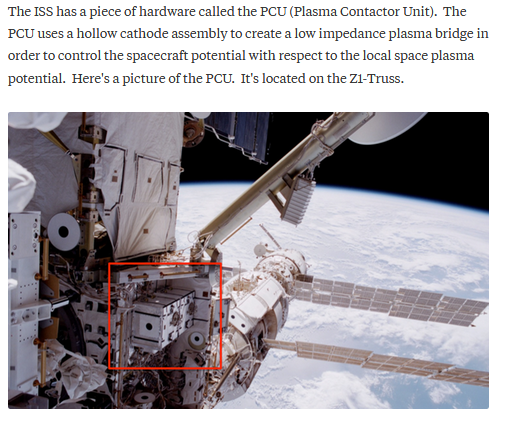 The ISS has a piece of hardware called the PCU (Plasma Contactor Unit).  The
PCU uses a hollow cathode assembly to create a low impedance plasma bridge in
order to control the spacecraft potential with respect to the local space plasma
potential.  Here's a picture of the PCU.  It's located on the Z1-Truss.